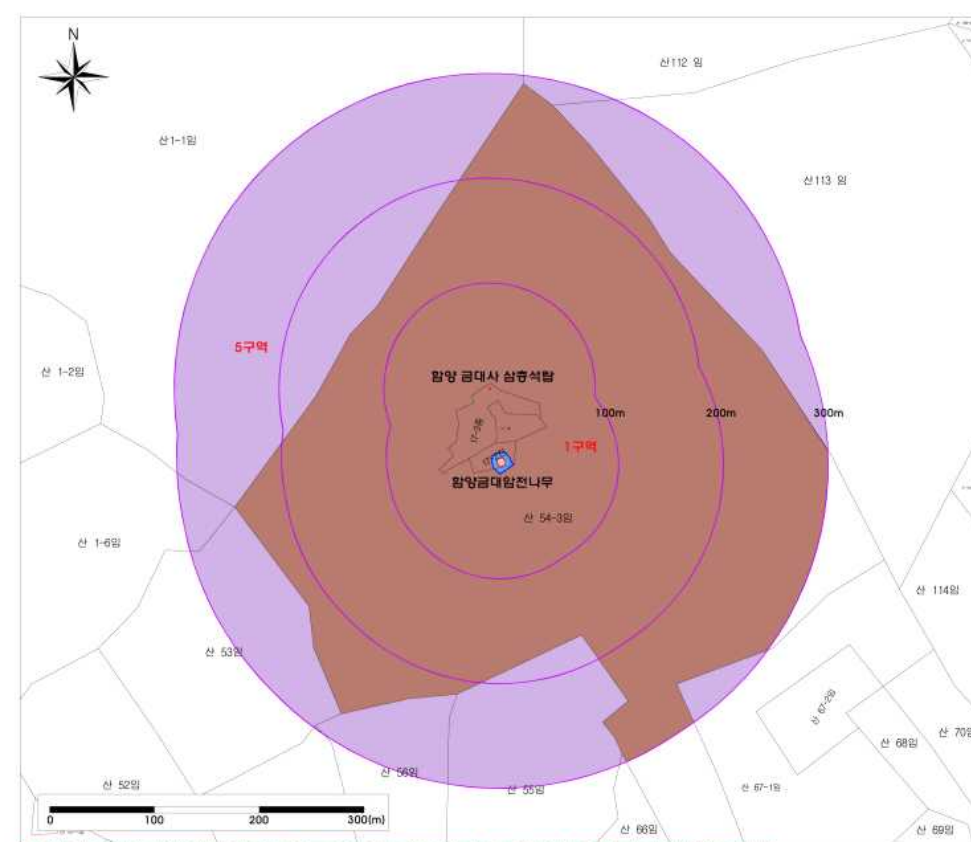 N
산112 임
산1-1임
산113 임
5구역
산 1-2임
함양 금대사 삼층석탑
100m
200m
300m
17-3종
1구역
함양금대암전나무
산 54-3임
산 1-6임
산 114임
산 53임
산 67-2임
산 70임
산 68임
산 56임
산 52임
산 55임
산 67-1임
산 66임
산 69임
0
100
200
300(m)